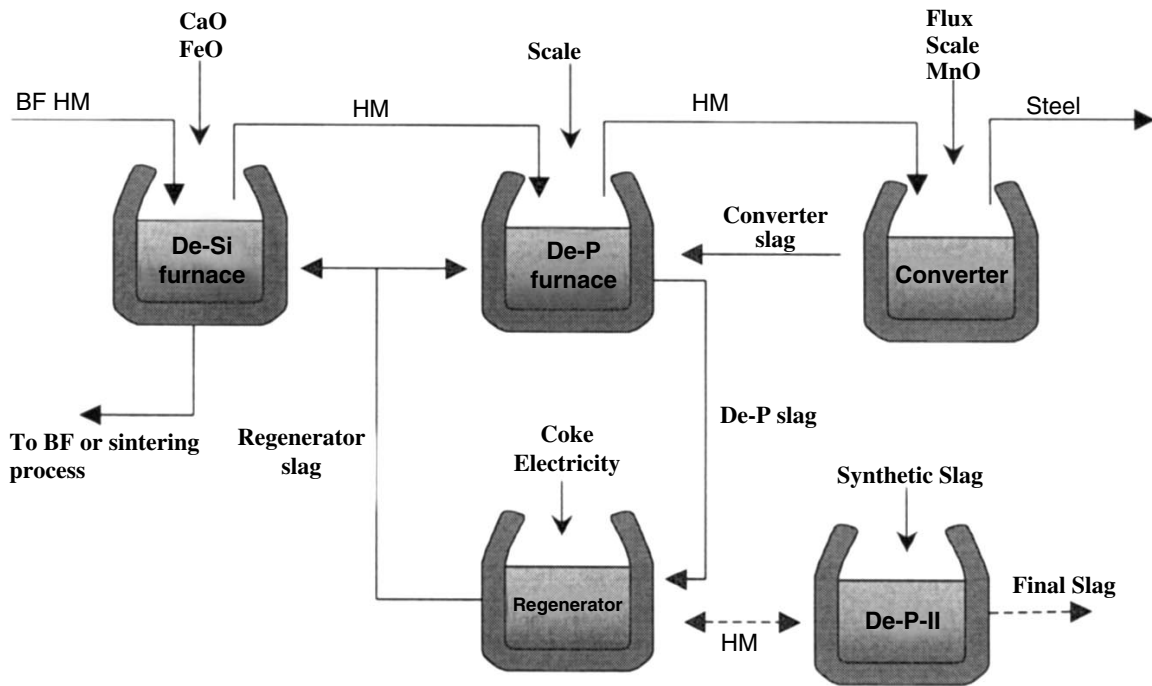 CaO
FeO
Scale
Flux
Scale
MnO
BF HM
HM
HM
Steel
De-Si
furnace
De-P
furnace
Converter
slag
Converter
To BF or sintering
process
Regenerator
slag
Coke
Electricity
De-P slag
Synthetic Slag
Regenerator
HM
De-P-II
Final Slag